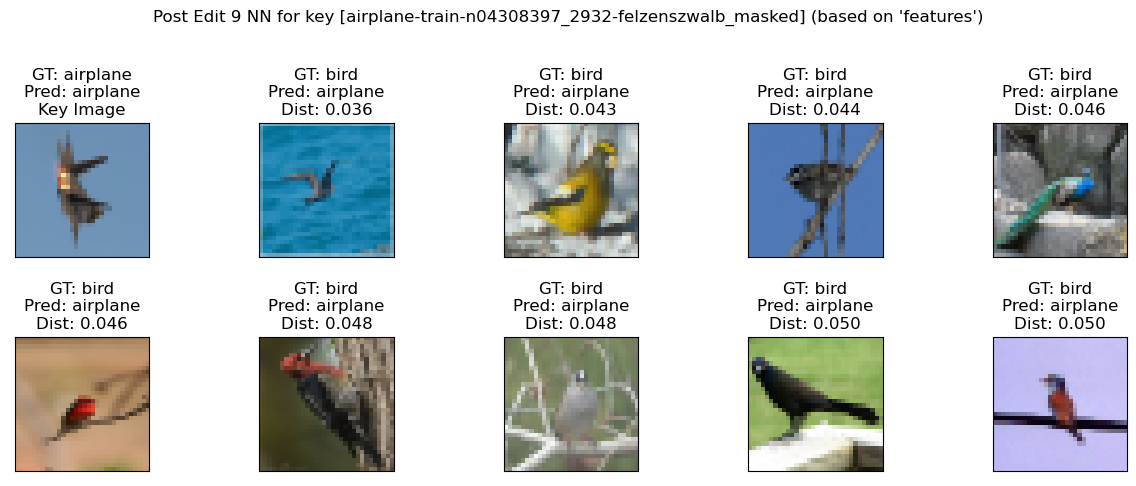 Post Edit 9 NN for key [airplane-train-n04308397_2932-felzenszwalb_masked] (based on 'features')
GT: airplane
Pred: airplane
Key Image
GT: bird
Pred: airplane
Dist: 0.036
GT: bird
Pred: airplane
Dist: 0.043
GT: bird
Pred: airplane
Dist: 0.044
GT: bird
Pred: airplane
Dist: 0.046
GT: bird
Pred: airplane
Dist: 0.046
GT: bird
Pred: airplane
Dist: 0.048
GT: bird
Pred: airplane
Dist: 0.048
GT: bird
Pred: airplane
Dist: 0.050
GT: bird
Pred: airplane
Dist: 0.050